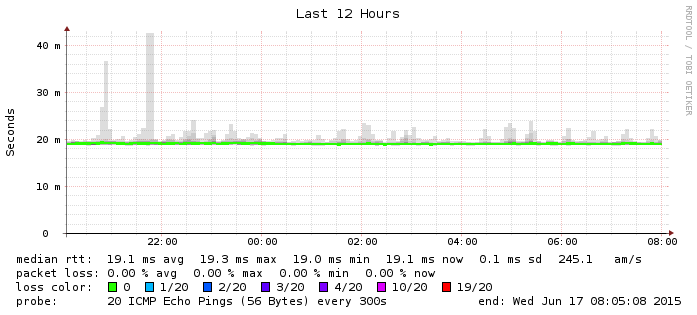 Last 12 Hours
RRDTOOL / TOBI OETIKER
Seconds
40 m
30 m
20 m
10 m
0
22:00 00:00 02:00 04:00 06:00 08:00
median rtt: 19.1 ms avg 19.3 ms max 19.0 ms min 19.1 ms now 0.1 ms sd 245.1 am/s
packet loss: 0.00 % avg 0.00 % max 0.00 % min 0.00 % now
loss color: 0 1/20 2/20 3/20 4/20 10/20 19/20
probe: 20 ICMP Echo Pings (56 Bytes) every 300s end: Wed Jun 17 08:05:08 2015